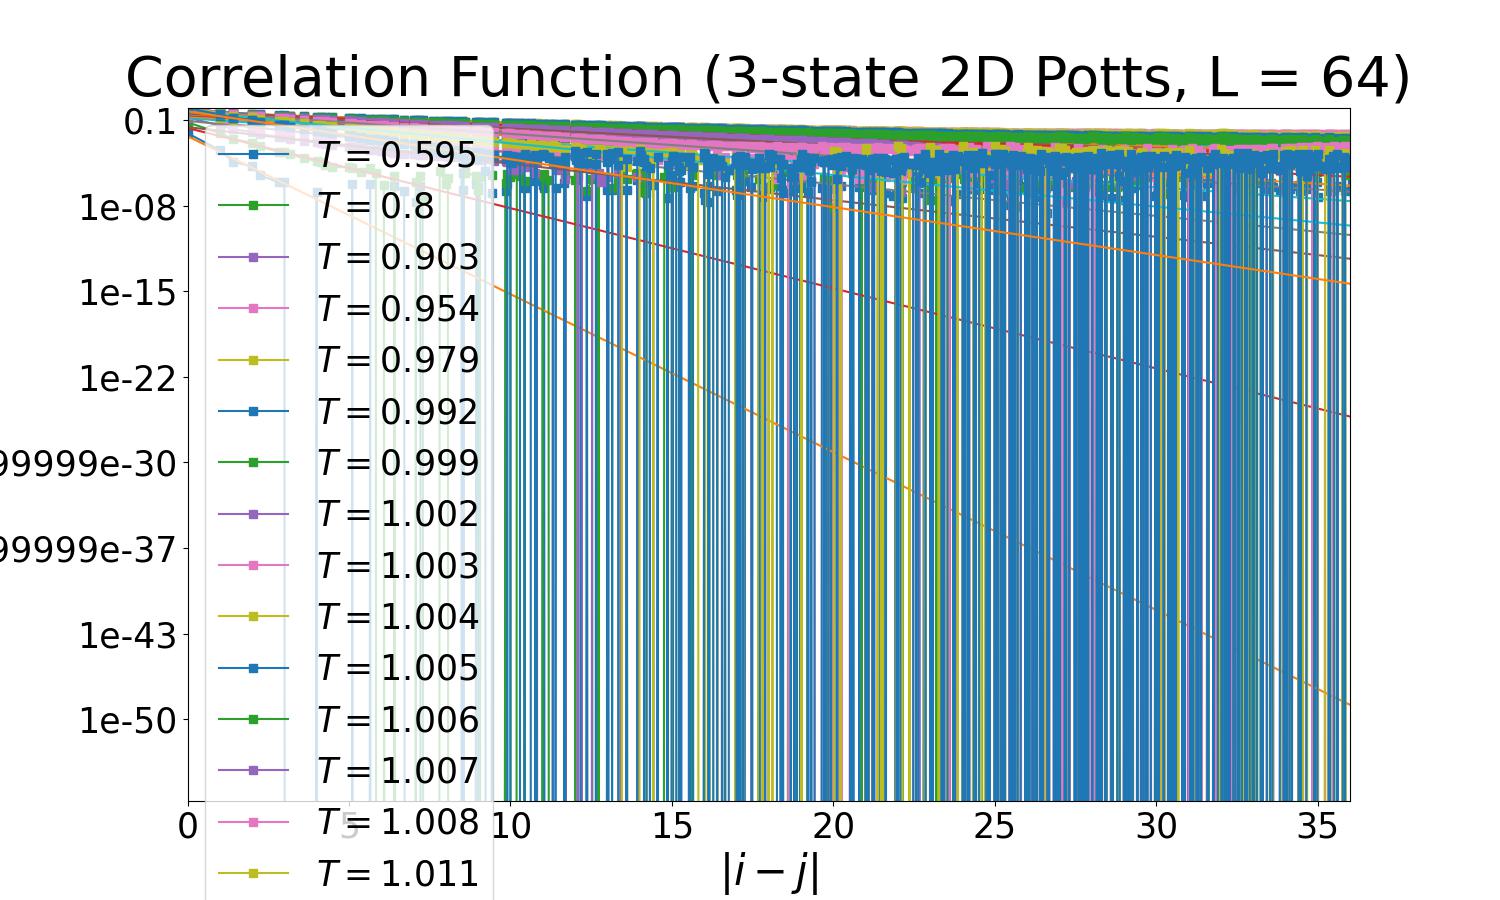 Correlation Function (3-state 2D Potts, L = 64)
0.1
1e-08
1e-15
1e-22
99999e-30
99999e-37
1e-43
1e-50
T = 0.595
T = 0.8
T = 0.903
T = 0.954
T = 0.979
T = 0.992
T = 0.999
T = 1.002
T = 1.003
T = 1.004
T = 1.005
T = 1.006
T = 1.007
T = 1.008
T = 1.011
0 5 10 15 20 25 30 35
|i − j|